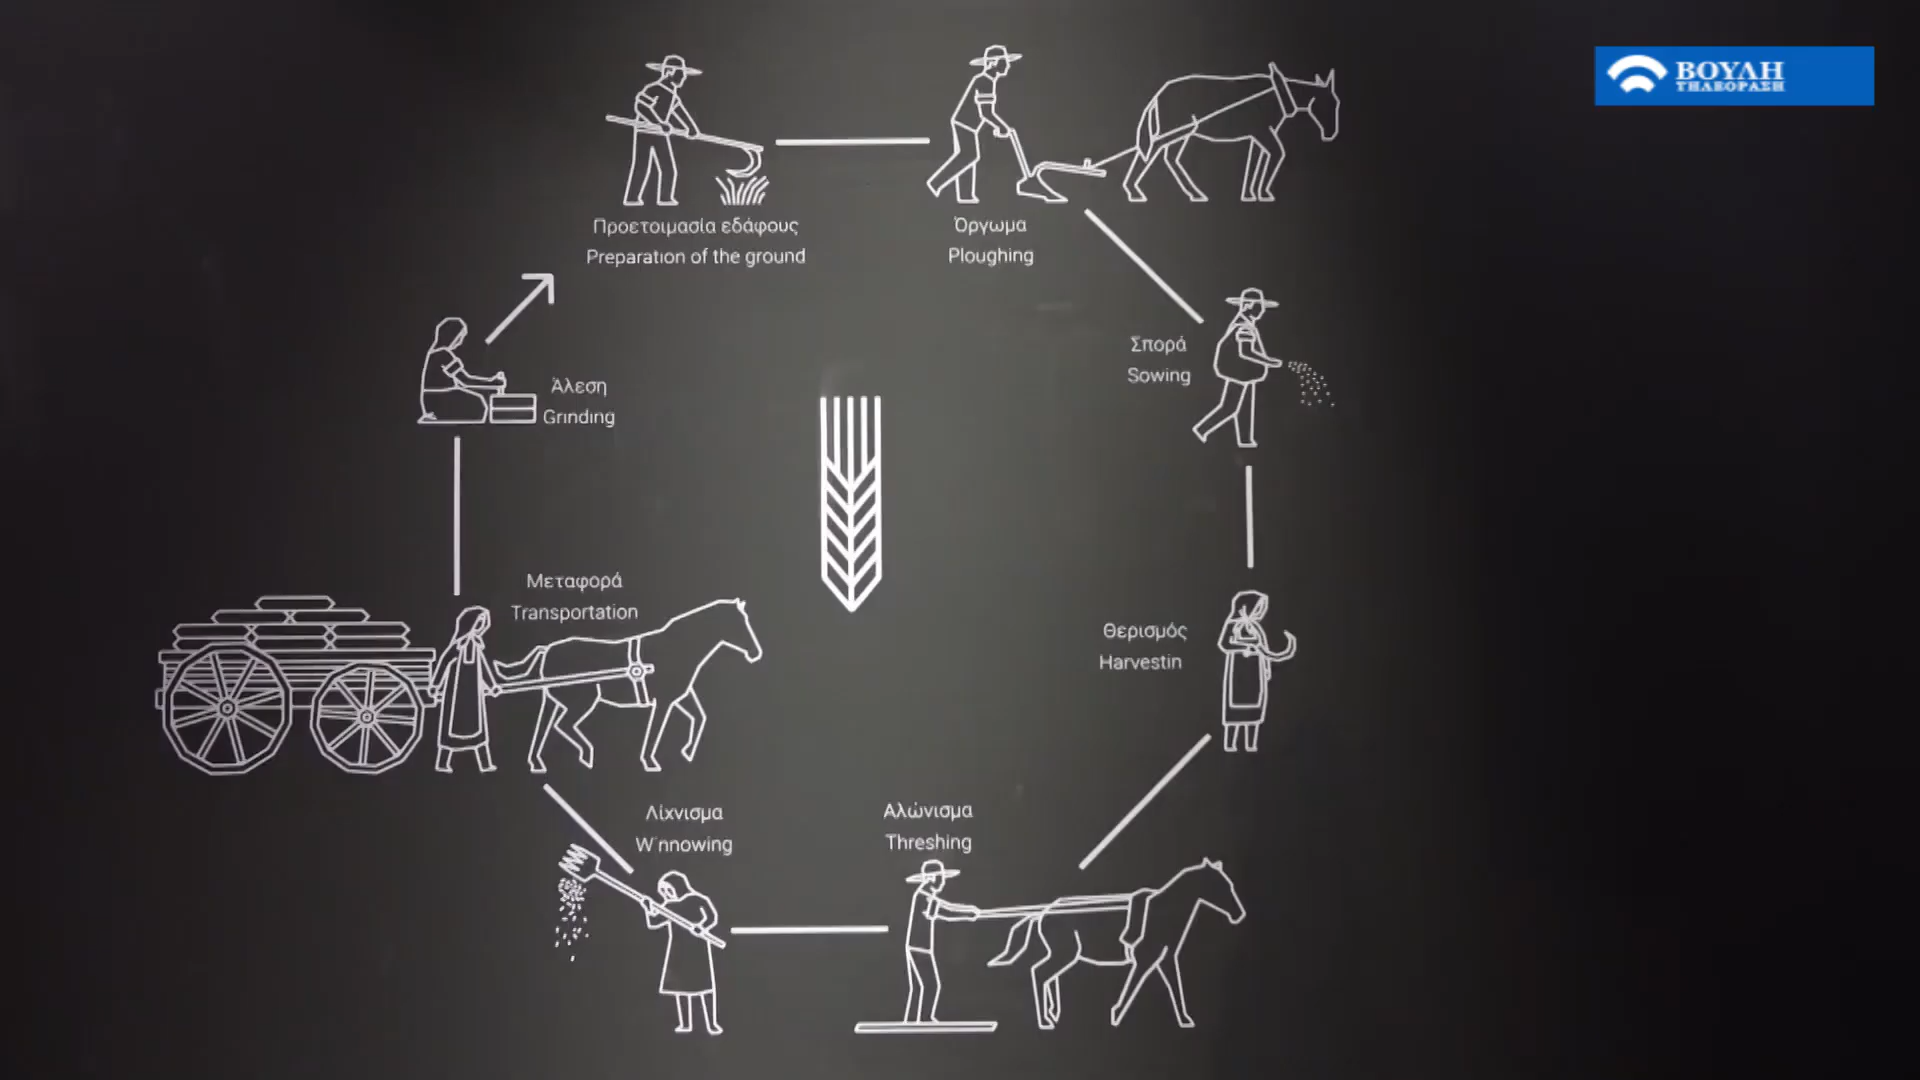 ΒΟΥΛΗ
ΤΗΛΕΟΡΑΣΗ
Προετοιμασία εδάφους
Preparation of the ground
Όργωμα
Ploughing
Σπορά
Sowing
Άλεση
Grinding
Μεταφορά
Transportation
Θερισμός
Harvestin
Λίχνισμα
W nnowing
Αλώνισμα
Threshing